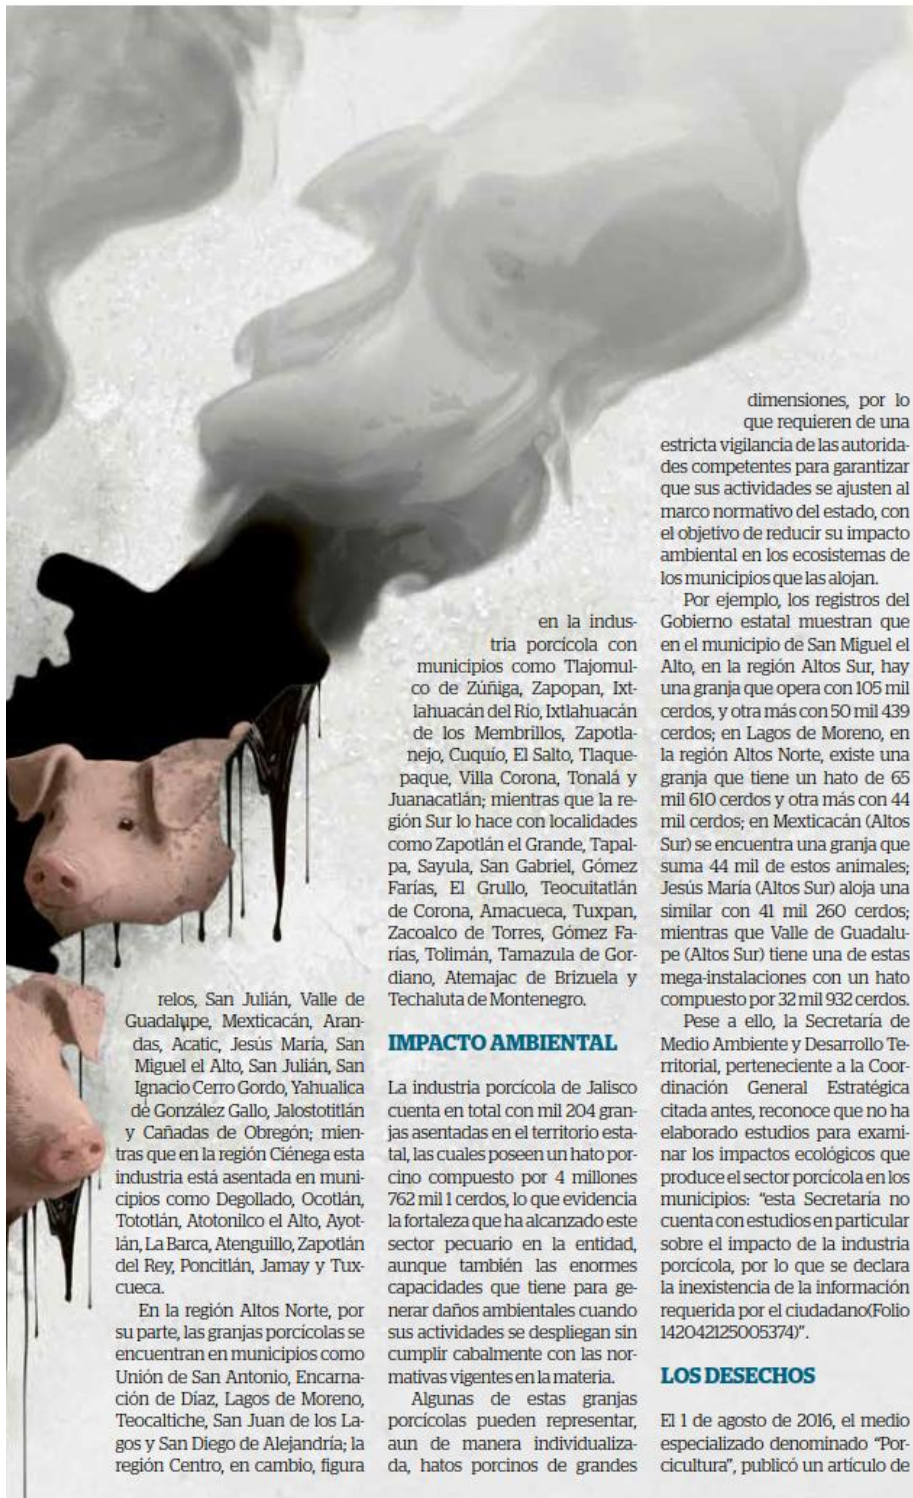 relos, San Julián, Valle de
Guadalupe, Mexticacán, Aran-
das, Acatic, Jesús María, San
Miguel el Alto, San Julián, San
Ignacio Cerro Gordo, Yahualica
de González Gallo, Jalostotitlán
y Cañadas de Obregón; mien-
tras que en la región Ciénega esta
industria está asentada en muni-
cipios como Degollado, Ocotlán,
Tototlán, Atotonilco el Alto, Ayot-
lán, La Barca, Atenguillo, Zapotlán
del Rey, Poncitlán, Jamay y Tux-
cueca.
En la región Altos Norte, por
su parte, las granjas porcícolas se
encuentran en municipios como
Unión de San Antonio, Encarna-
ción de Díaz, Lagos de Moreno,
Teocaltiche, San Juan de los La-
gos y San Diego de Alejandría; la
región Centro, en cambio, figura
en la indus-
tria porcícola con
municipios como Tlajomul-
co de Zúñiga, Zapopan, Ixt-
lahuacán del Río, Ixtlahuacán
de los Membrillos, Zapotla-
nejo, Cuquío, El Salto, Tlaque-
paque, Villa Corona, Tonalá y
Juanacatlán; mientras que la re-
gión Sur lo hace con localidades
como Zapotlán el Grande, Tapal-
pa, Sayula, San Gabriel, Gómez
Farías, El Grullo, Teocuitatlán
de Corona, Amacueca, Tuxpan,
Zacoalco de Torres, Gómez Fa-
rías, Tolimán, Tamazula de Gor-
diano, Atemajac de Brizuela y
Techaluta de Montenegro.
IMPACTO AMBIENTAL
La industria porcícola de Jalisco
cuenta en total con mil 204 gran-
jas asentadas en el territorio esta-
tal, las cuales poseen un hato por-
cino compuesto por 4 millones
762 mil 1 cerdos, lo que evidencia
la fortaleza que ha alcanzado este
sector pecuario en la entidad,
aunque también las enormes
capacidades que tiene para ge-
nerar daños ambientales cuando
sus actividades se despliegan sin
cumplir cabalmente con las nor-
mativas vigentes en la materia.
Algunas de estas granjas
porcícolas pueden representar,
aun de manera individualiza-
da, hatos porcinos de grandes
dimensiones, por lo
que requieren de una
estricta vigilancia de las autorida-
des competentes para garantizar
que sus actividades se ajusten al
marco normativo del estado, con
el objetivo de reducir su impacto
ambiental en los ecosistemas de
los municipios que las alojan.
Por ejemplo, los registros del
Gobierno estatal muestran que
en el municipio de San Miguel el
Alto, en la región Altos Sur, hay
una granja que opera con 105 mil
cerdos, y otra más con 50 mil 439
cerdos; en Lagos de Moreno, en
la región Altos Norte, existe una
granja que tiene un hato de 65
mil 610 cerdos y otra más con 44
mil cerdos; en Mexticacán (Altos
Sur) se encuentra una granja que
suma 44 mil de estos animales;
Jesús María (Altos Sur) aloja una
similar con 41 mil 260 cerdos;
mientras que Valle de Guadalu-
pe (Altos Sur) tiene una de estas
mega-instalaciones con un hato
compuesto por 32 mil 932 cerdos.
Pese a ello, la Secretaría de
Medio Ambiente y Desarrollo Te-
rritorial, perteneciente a la Coor-
dinación General Estratégica
citada antes, reconoce que no ha
elaborado estudios para exami-
nar los impactos ecológicos que
produce el sector porcícola en los
municipios: “esta Secretaría no
cuenta con estudios en particular
sobre el impacto de la industria
porcícola, por lo que se declara
la inexistencia de la información
requerida por el ciudadano(Folio
142042125005374)”.
LOS DESECHOS
El 1 de agosto de 2016, el medio
especializado denominado “Por-
cicultura”, publicó un artículo de